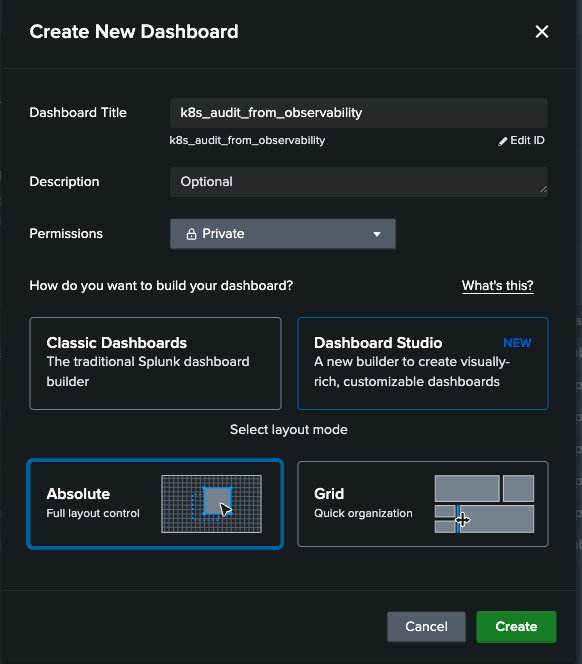 Create New Dashboard
Dashboard Title
k8s_audit_from_observability
k8s_audit_from_observability
Edit ID
Description
Optional
Permissions
Private
How do you want to build your dashboard?
What's this?
Classic Dashboards
The traditional Splunk dashboard
builder
Dashboard Studio
NEW
A new builder to create visually-
rich, customizable dashboards
Select layout mode
Absolute
Full layout control
Grid
Quick organization
Cancel
Create